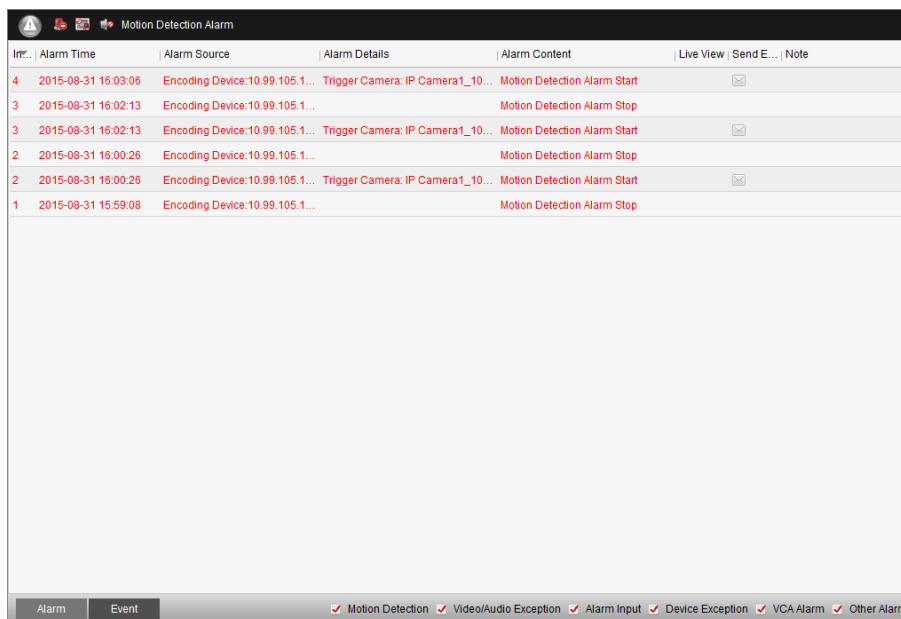 Motion Detection Alarm
In... Alarm Time Alarm Source Alarm Details Alarm Content Live View Send E... Note
4 2015-08-31 16:03:06 Encoding Device:10.99.105.1... Trigger Camera: IP Camera1_10... Motion Detection Alarm Start
3 2015-08-31 16:02:13 Encoding Device:10.99.105.1... Motion Detection Alarm Stop
3 2015-08-31 16:02:13 Encoding Device:10.99.105.1... Trigger Camera: IP Camera1_10... Motion Detection Alarm Start
2 2015-08-31 16:00:26 Encoding Device:10.99.105.1... Motion Detection Alarm Stop
2 2015-08-31 16:00:26 Encoding Device:10.99.105.1... Trigger Camera: IP Camera1_10... Motion Detection Alarm Start
1 2015-08-31 15:59:08 Encoding Device:10.99.105.1... Motion Detection Alarm Stop
Alarm Event Motion Detection Video/Audio Exception Alarm Input Device Exception VCA Alarm Other Alarm